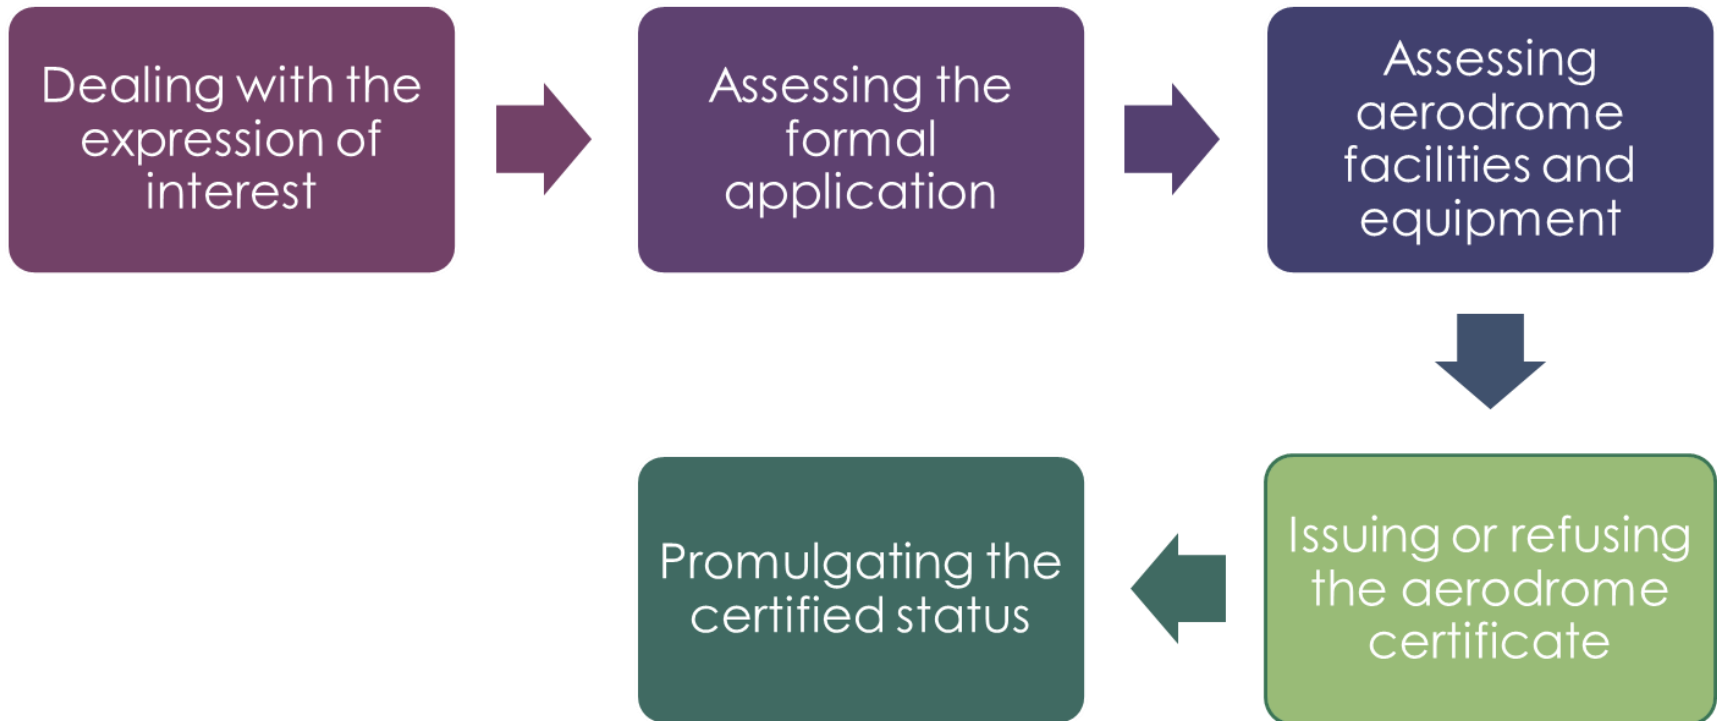 Dealing with the
expression of
interest
Assessing the
formal
application
Assessing
aerodrome
facilities and
equipment
Issuing or refusing
the aerodrome
certificate
Promulgating the
certified status